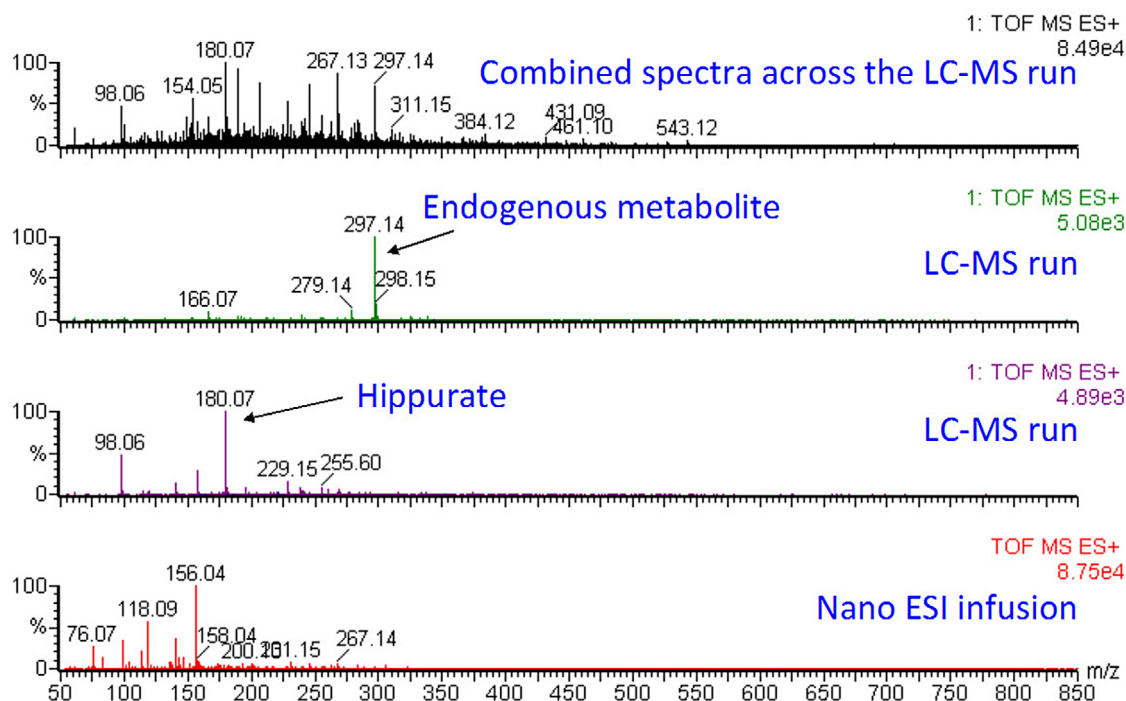 1: TOF MS ES+
8.49e4
Combined spectra across the LC-MS run
100
%
0
98.06
154.05
180.07
267.13
297.14
311.15
384.12
431.09
461.10
543.12
1: TOF MS ES+
5.08e3
LC-MS run
Endogenous metabolite
100
%
0
166.07
279.14
297.14
298.15
1: TOF MS ES+
4.89e3
LC-MS run
Hippurate
100
%
0
98.06
180.07
229.15
255.60
TOF MS ES+
8.75e4
Nano ESI infusion
100
%
0
76.07
118.09
156.04
158.04
267.14
50 100 150 200 250 300 350 400 450 500 550 600 650 700 750 800 850 m/z